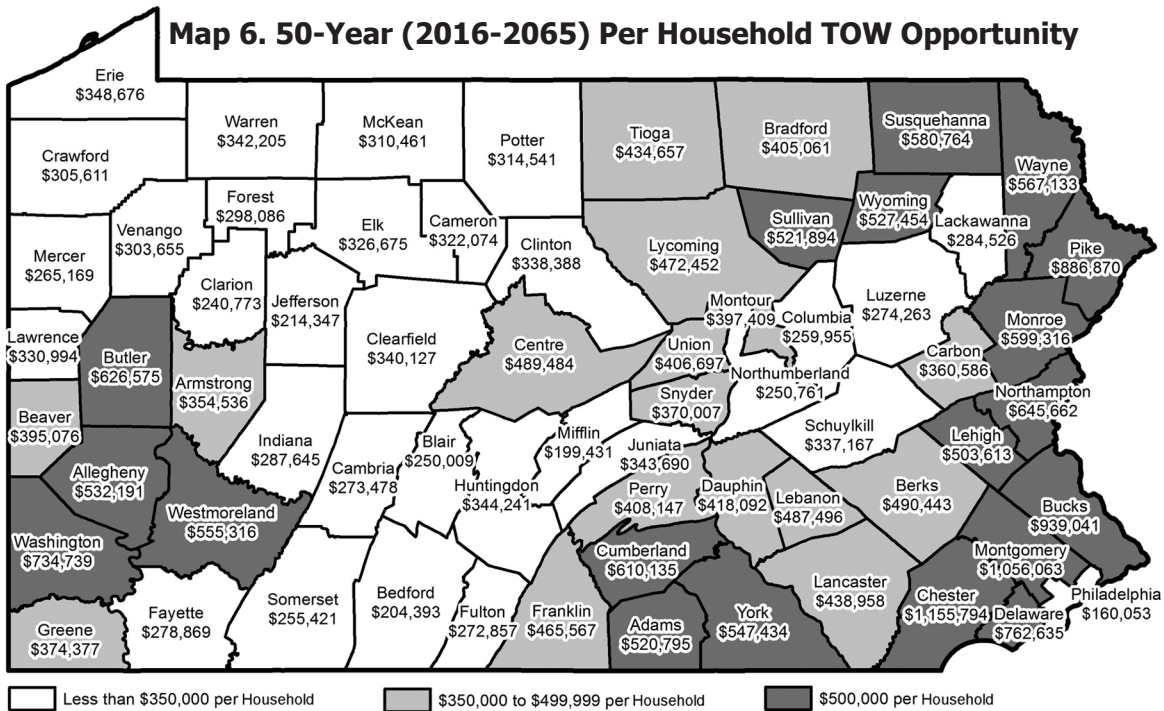 Map 6. 50-Year (2016-2065) Per Household TOW Opportunity
Erie
$348,676
Warren
$342,205
McKean
$310,461
Potter
$314,541
Tioga
$434,657
Bradford
$405,061
Susquehanna
$580,764
Wayne
$567,133
Crawford
$305,611
Forest
$298,086
Venango
$303,655
Elk
$326,675
Cameron
$322,074
Clinton
$338,388
Lycoming
$472,452
Sullivan
$521,894
Wyoming
$527,454
Lackawanna
$284,526
Pike
$886,870
Mercer
$265,169
Clarion
$240,773
Jefferson
$214,347
Clearfield
$340,127
Centre
$489,484
Montour
$397,409
Columbia
$259,955
Luzerne
$274,263
Monroe
$599,316
Lawrence
$330,994
Butler
$626,575
Armstrong
$354,536
Union
$406,697
Northumberland
$250,761
Carbon
$360,586
Northampton
$645,662
Beaver
$395,076
Snyder
$370,007
Schuylkill
$337,167
Lehigh
$503,613
Indiana
$287,645
Cambria
$273,478
Blair
$250,009
Huntingdon
$344,241
Mifflin
$199,431
Juniata
$343,690
Perry
$408,147
Dauphin
$418,092
Lebanon
$487,496
Berks
$490,443
Bucks
$939,041
Allegheny
$532,191
Westmoreland
$555,316
Washington
$734,739
Cumberland
$610,135
Montgomery
$1,056,063
Philadelphia
$160,053
Greene
$374,377
Fayette
$278,869
Somerset
$255,421
Bedford
$204,393
Fulton
$272,857
Franklin
$465,567
Adams
$520,795
York
$547,434
Lancaster
$438,958
Chester
$1,155,794
Delaware
$762,635
Less than $350,000 per Household
$350,000 to $499,999 per Household
$500,000 per Household